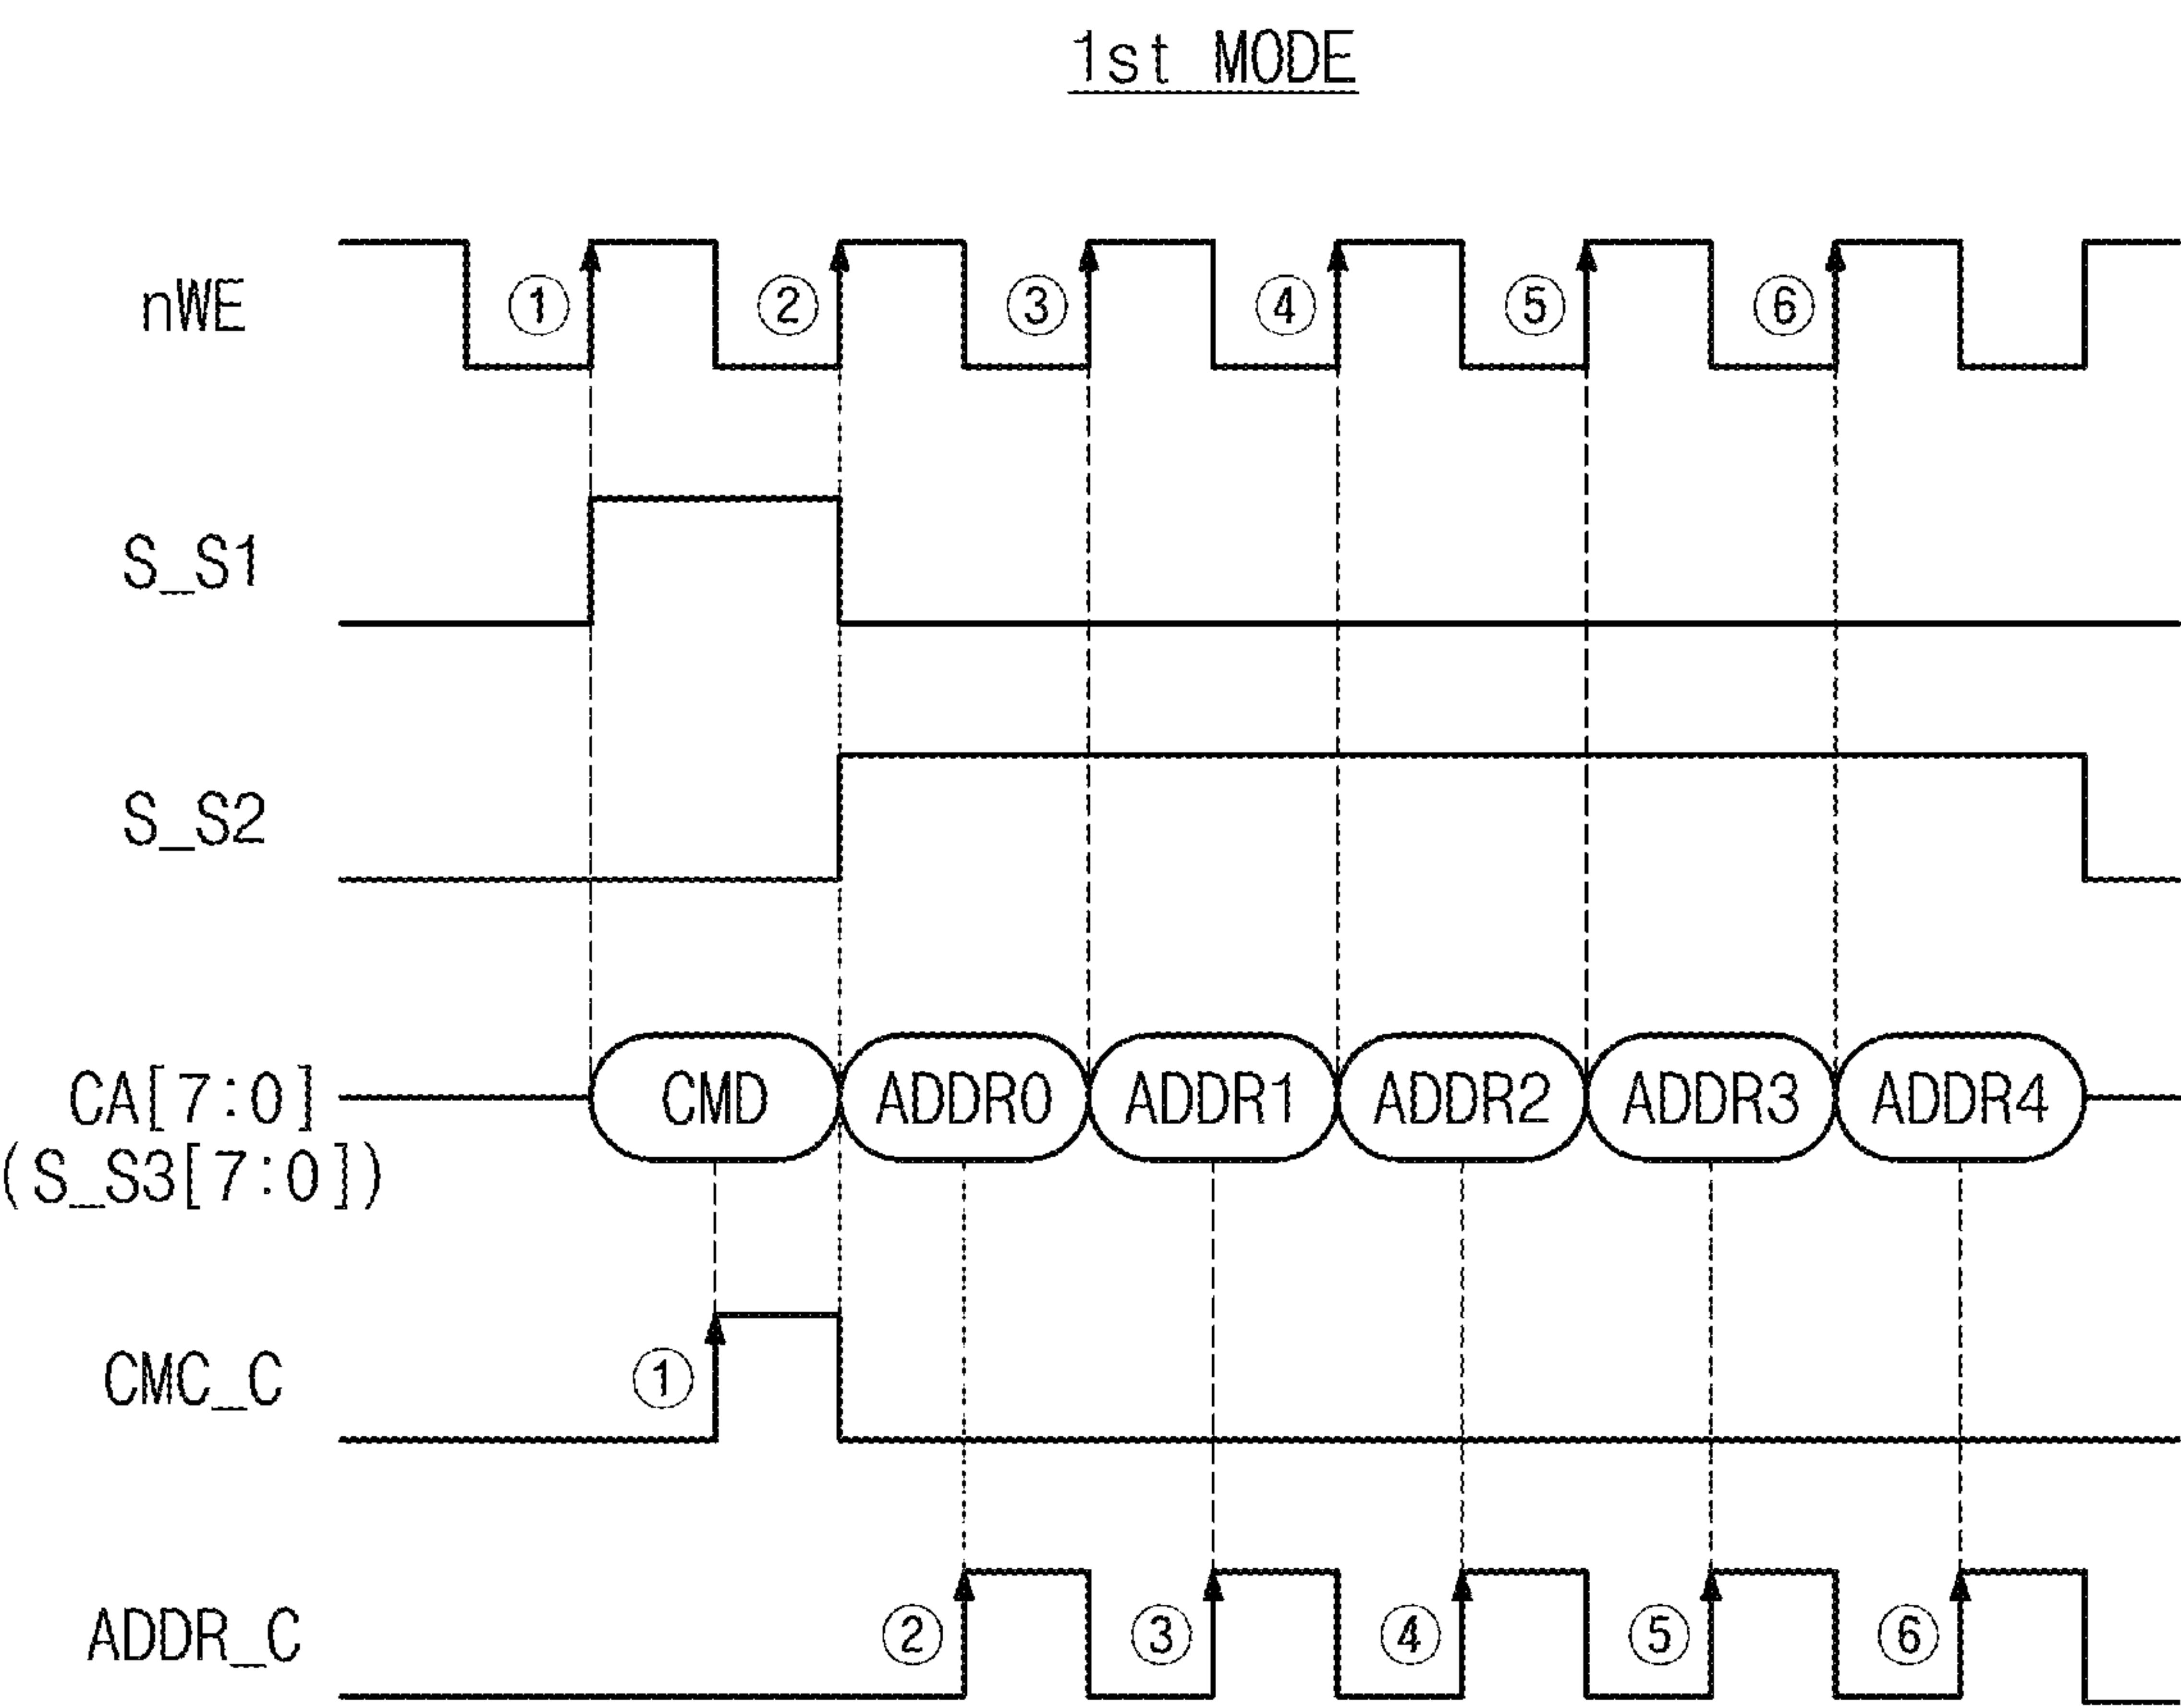 1st MODE
nWE ① ② ③ ④ ⑤ ⑥
S_S1
S_S2
CA[7:0] CMD ADDR0 ADDR1 ADDR2 ADDR3 ADDR4
(S_S3[7:0])
CMC_C ①
ADDR_C ② ③ ④ ⑤ ⑥